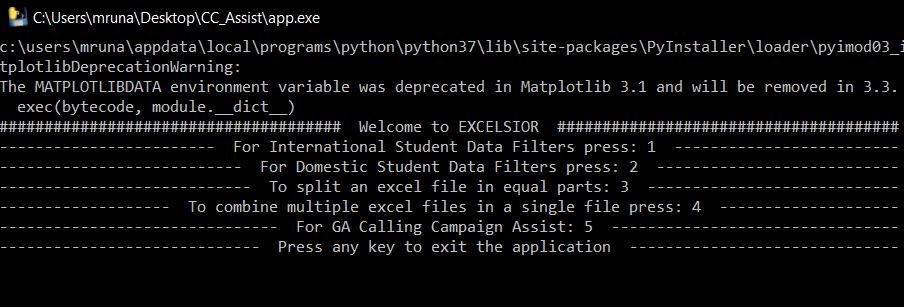 C:\Users\mruna\Desktop\CC_Assist\app.exe
c:\users\mruna\appdata\local\programs\python\python37\lib\site-packages\PyInstaller\loader\pyimod03_i
tplotlibDeprecationWarning:
The MATPLOTLIBDATA environment variable was deprecated in Matplotlib 3.1 and will be removed in 3.3.
  exec(bytecode, module.__dict__)
###################################### Welcome to EXCELSIOR ######################################
------------------------ For International Student Data Filters press: 1 -------------------------
--------------------------- For Domestic Student Data Filters press: 2 ---------------------------
---------------------------- To split an excel file in equal parts: 3 ----------------------------
------------------- To combine multiple excel files in a single file press: 4 --------------------
------------------------------- For GA Calling Campaign Assist: 5 --------------------------------
----------------------------- Press any key to exit the application ------------------------------